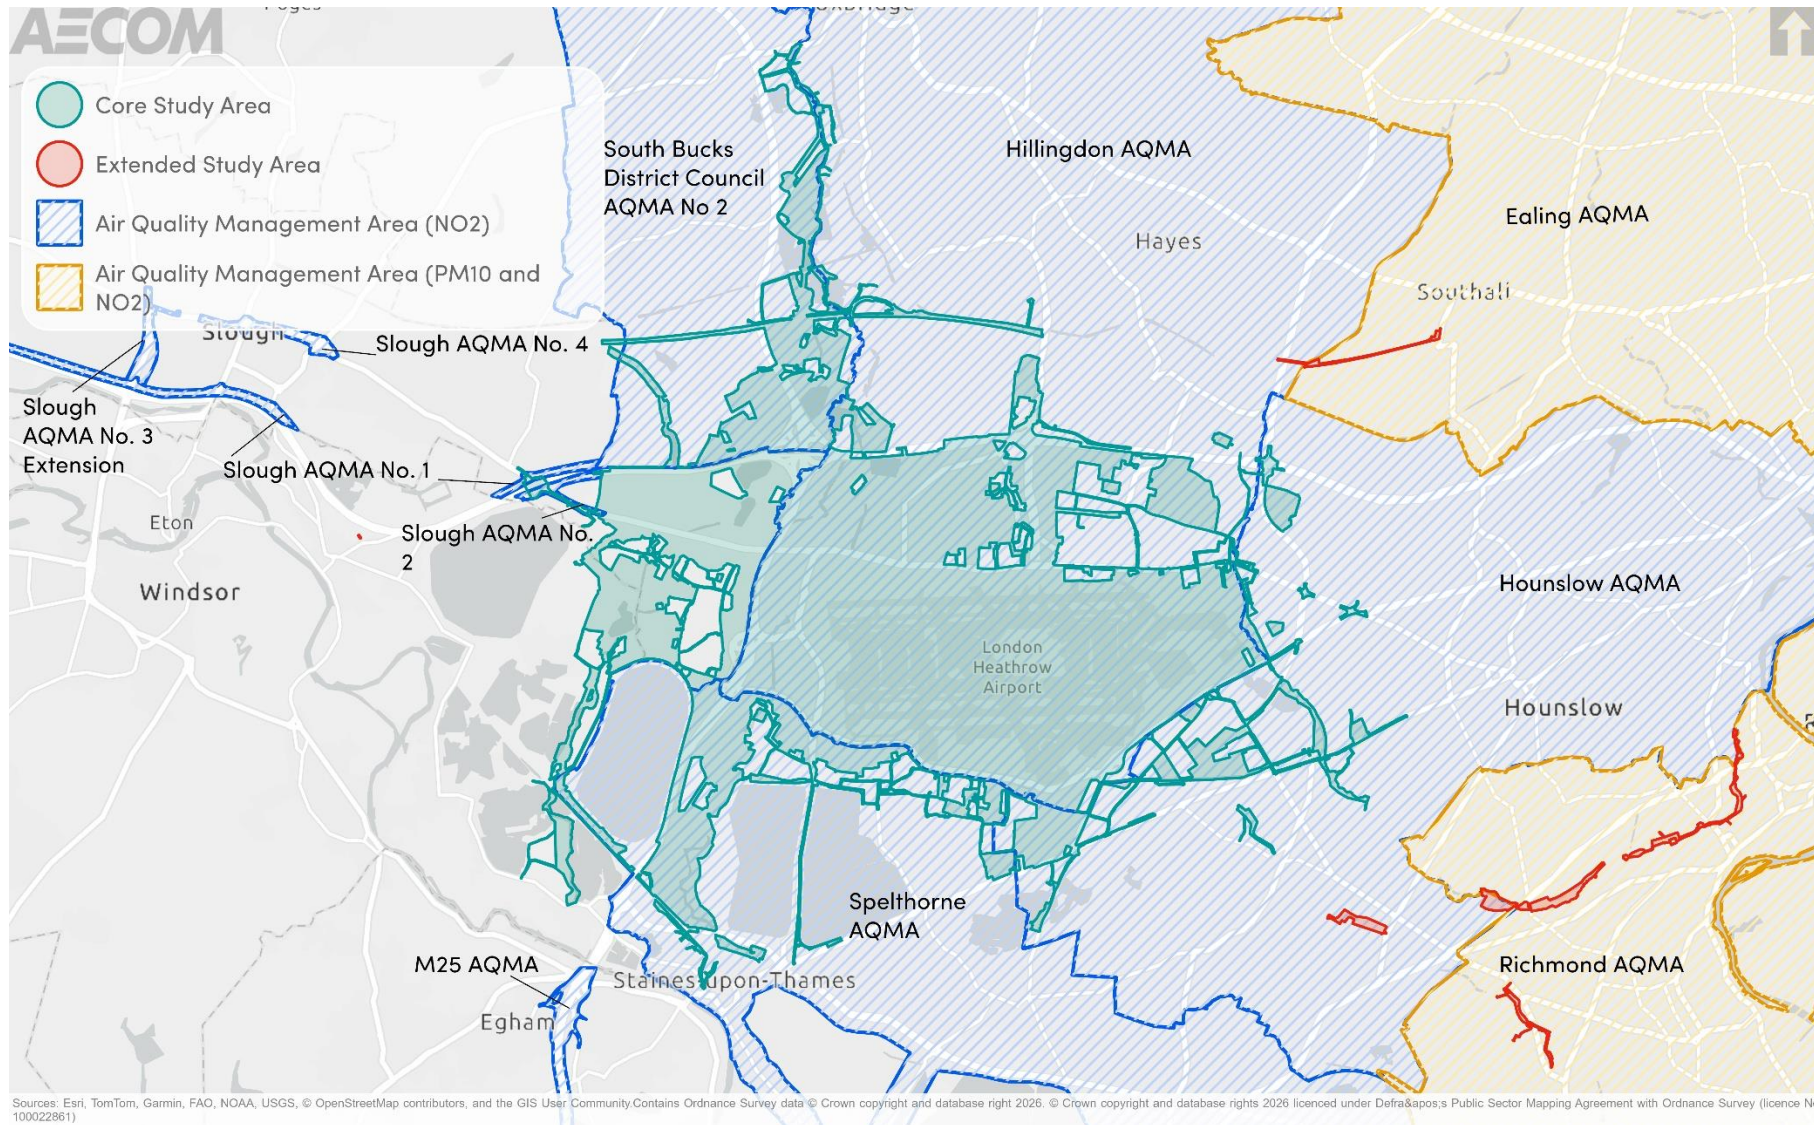 AECOM
Core Study Area
Extended Study Area
Air Quality Management Area (NO2)
Air Quality Management Area (PM10 and
NO2)
South Bucks
District Council
AQMA No 2
Hillingdon AQMA
Ealing AQMA
Hayes
Southall
Slough
Slough AQMA No. 4
Slough
AQMA No. 3
Extension
Slough AQMA No. 1
Slough AQMA No.
2
Eton
Windsor
Hounslow AQMA
London
Heathrow
Airport
Hounslow
Spelthorne
AQMA
M25 AQMA
Staines-upon-Thames
Egham
Richmond AQMA
Sources: Esri, TomTom, Garmin, FAO, NOAA, USGS, © OpenStreetMap contributors, and the GIS User Community.Contains Ordnance Survey data © Crown copyright and database right 2026. © Crown copyright and database rights 2026 licenced under Defra&apos;s Public Sector Mapping Agreement with Ordnance Survey (licence
100022861)